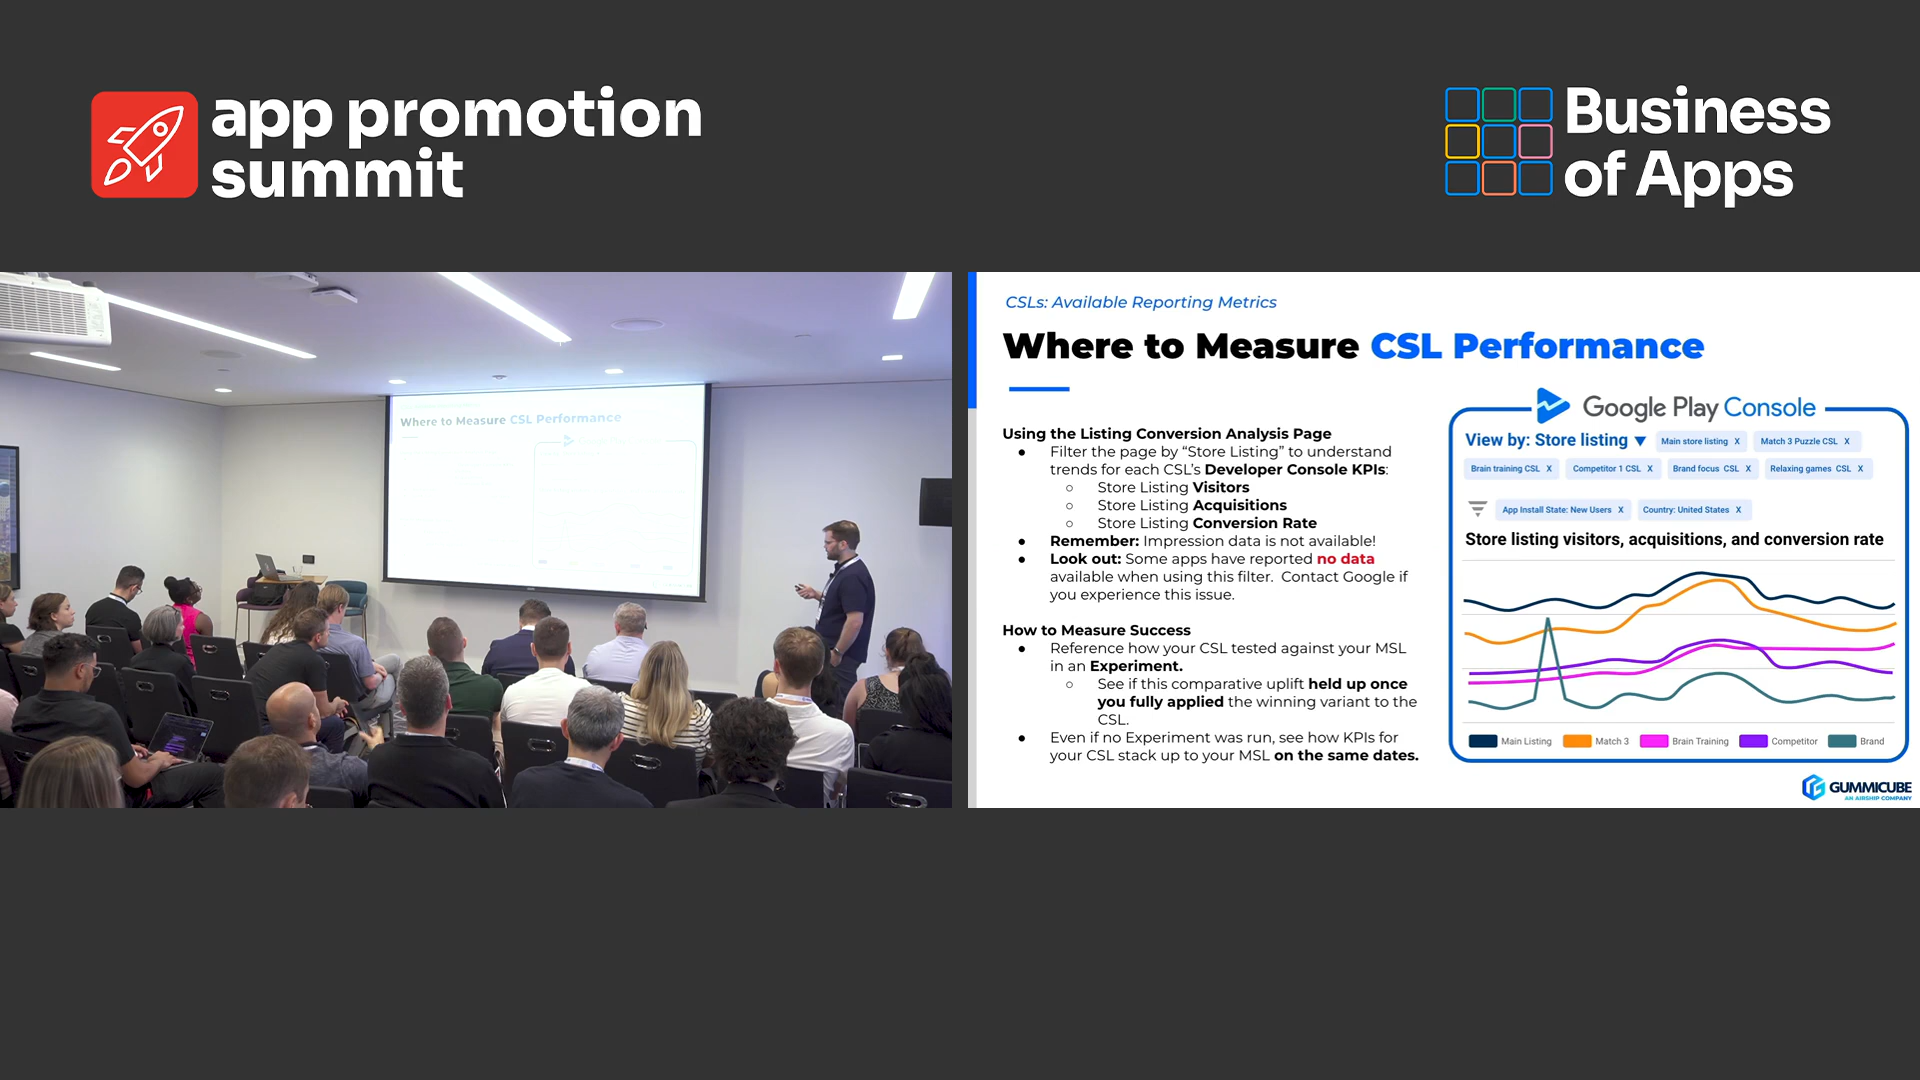 app promotion
summit
Business
of Apps
Where to Measure CSL Performance
CSLs: Available Reporting Metrics
Where to Measure CSL Performance
Using the Listing Conversion Analysis Page
● Filter the page by “Store Listing” to understand
trends for each CSL’s Developer Console KPIs:
○ Store Listing Visitors
○ Store Listing Acquisitions
○ Store Listing Conversion Rate
● Remember: Impression data is not available!
● Look out: Some apps have reported no data
available when using this filter. Contact Google if
you experience this issue.
How to Measure Success
● Reference how your CSL tested against your MSL
in an Experiment.
○ See if this comparative uplift held up once
you fully applied the winning variant to the
CSL.
● Even if no Experiment was run, see how KPIs for
your CSL stack up to your MSL on the same dates.
Google Play Console
View by: Store listing ▼ Main store listing X Match 3 Puzzle CSL X
Brain training CSL X Competitor 1 CSL X Brand focus CSL X Relaxing games CSL X
App Install State: New Users X Country: United States X
Store listing visitors, acquisitions, and conversion rate
Main Listing Match 3 Brain Training Competitor Brand
GUMMICUBE
AN AIRSHIP COMPANY